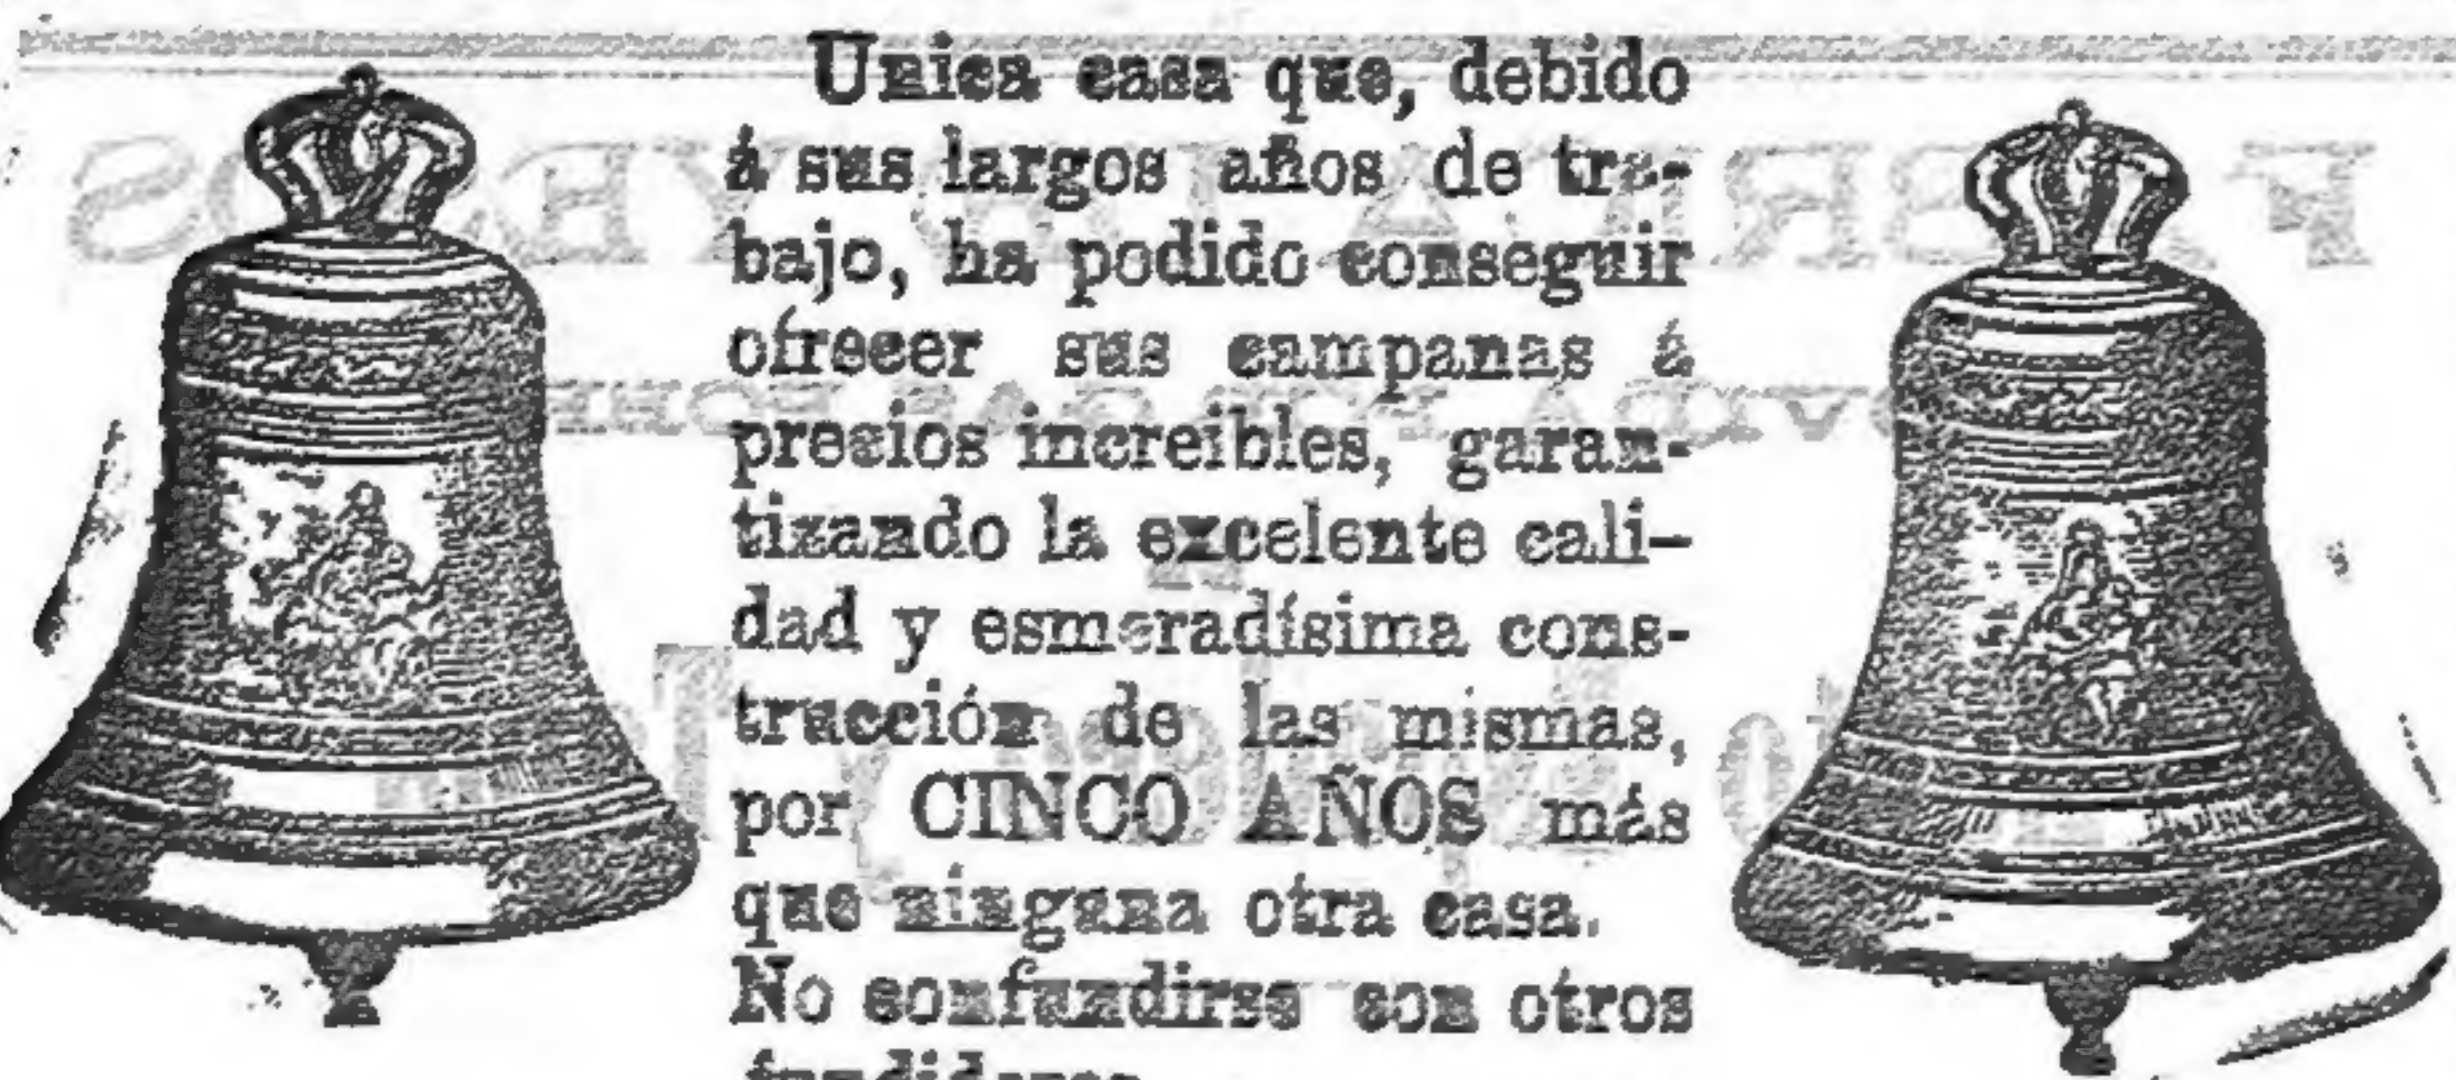 Unica casa que, debido
á sus largos años de tra-
bajo, ha podido conseguir
ofrecer sus campanas á
precios increibles, garan-
tizando la excelente cali-
dad y esmeradísima cons-
trucción de las mismas,
por CINCO AÑOS más
que ninguna otra casa.
No confundirse con otros
fundidores